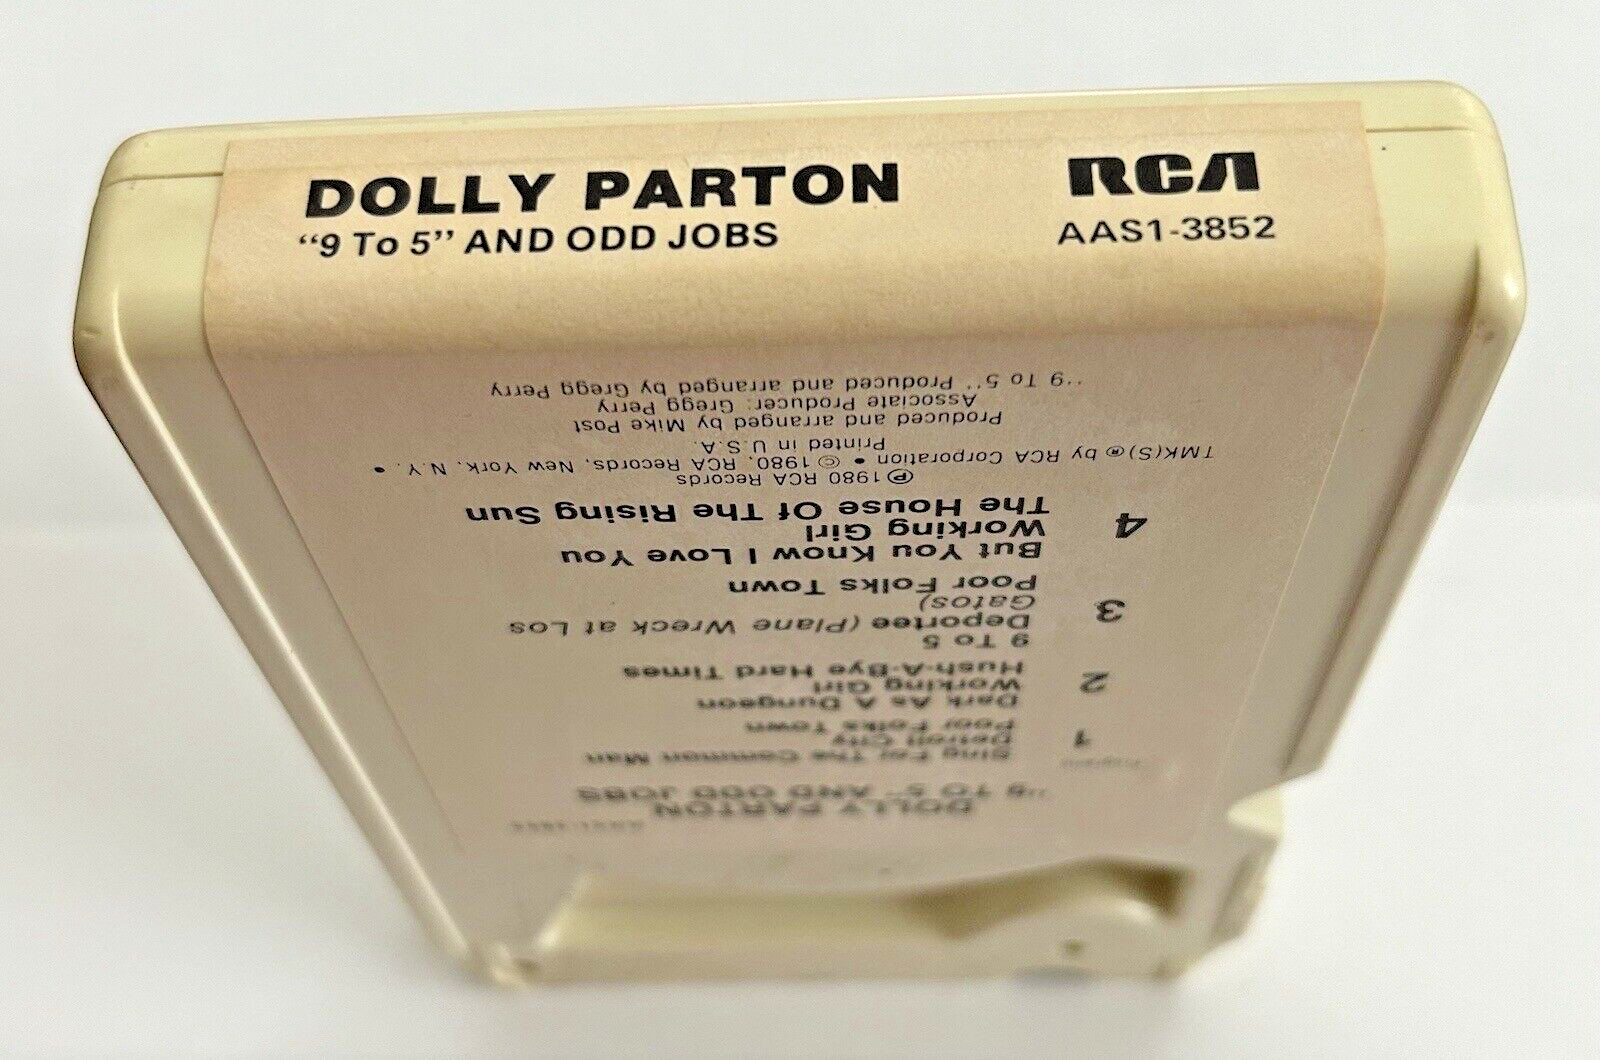 DOLLY PARTON
"9 To 5" AND ODD JOBS
RCA
AAS1-3852
DOLLY PARTON
"9 TO 5" AND ODD JOBS
Programs
1
Sing For The Common Man
Detroit City
Poor Folks Town
2
Dark As A Dungeon
Working Girl
Hush-A-Bye Hard Times
3
9 To 5
Deportee (Plane Wreck at Los
Gatos)
Poor Folks Town
4
But You Know I Love You
Working Girl
The House Of The Rising Sun
℗1980 RCA Records
TMK(S)® by RCA Corporation • © 1980, RCA Records, New York, N.Y. •
Printed in U.S.A.
Produced and arranged by Mike Post
Associate Producer: Gregg Perry
"9 To 5" Produced and arranged by Gregg Perry